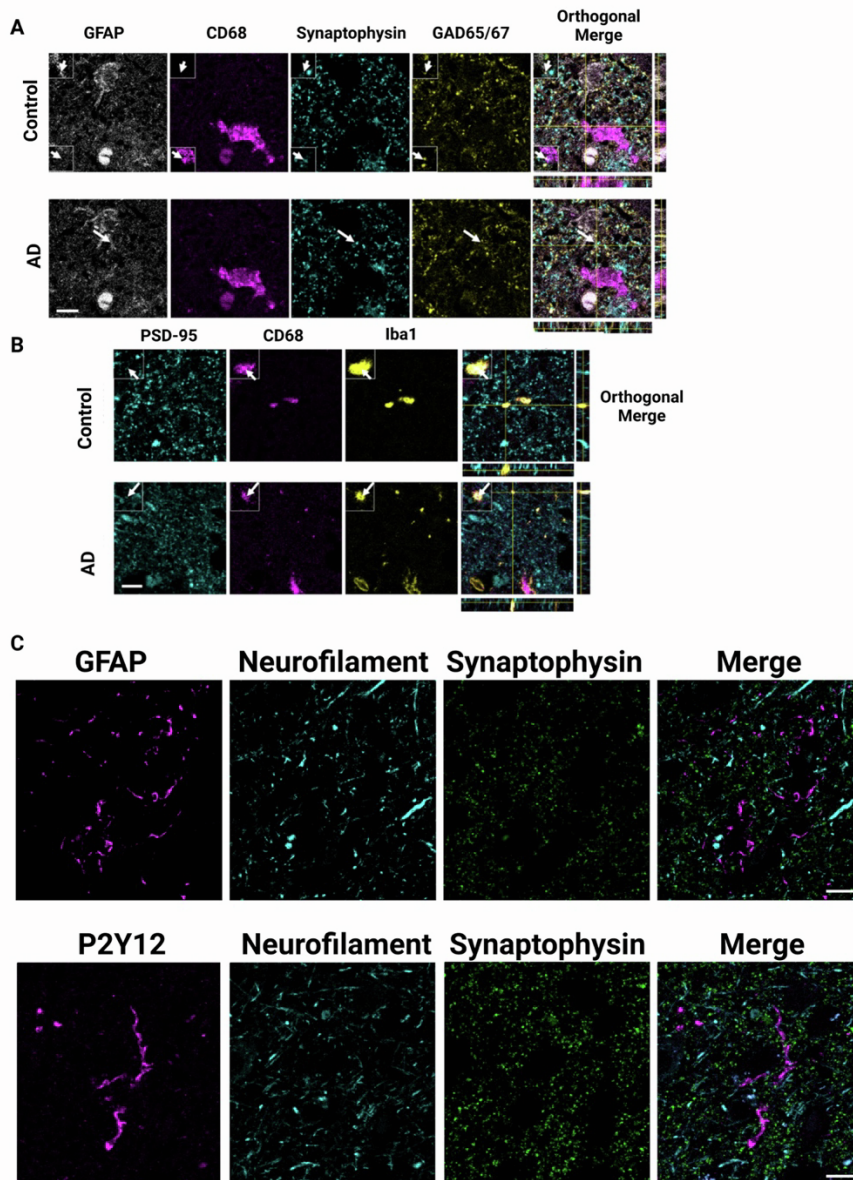 A
GFAP CD68 Synaptophysin GAD65/67 Orthogonal
Merge
Control
AD
B
PSD-95 CD68 Iba1
Control
Orthogonal
Merge
AD
C
GFAP Neurofilament Synaptophysin Merge
P2Y12 Neurofilament Synaptophysin Merge